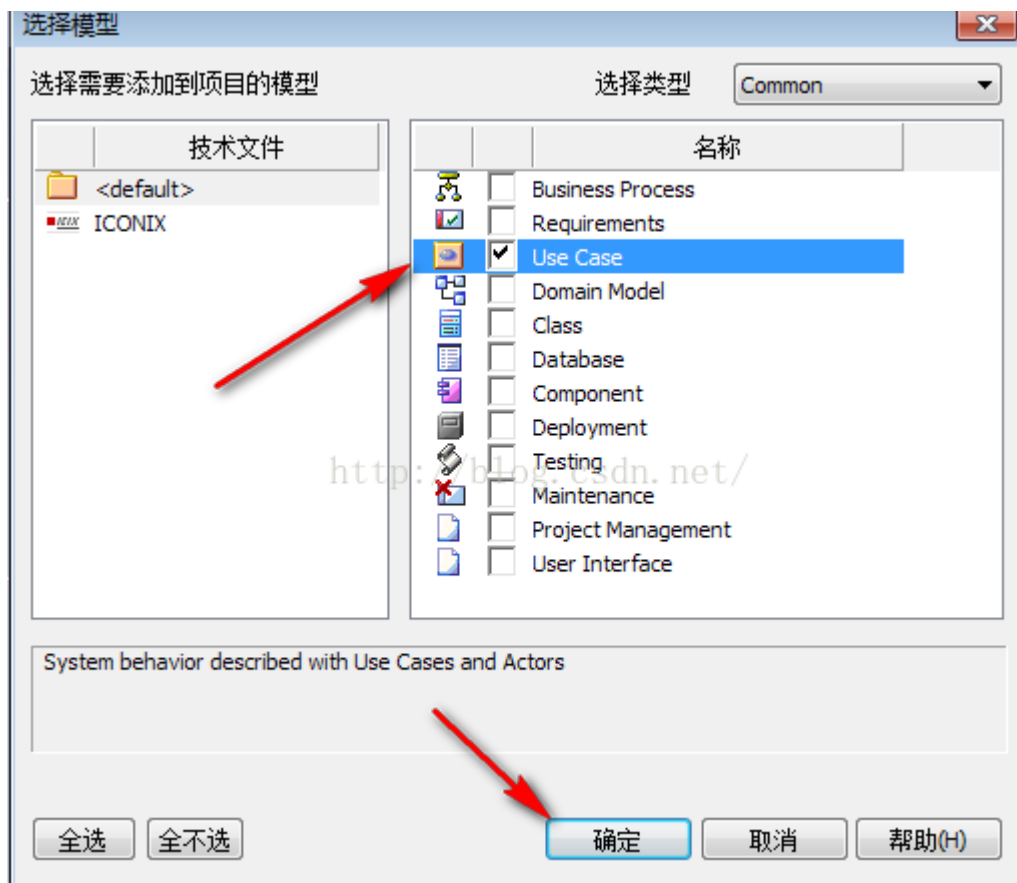 选择模型
选择需要添加到项目的模型 选择类型 Common
技术文件 名称
<default> Business Process
ICONIX Requirements
Use Case
Domain Model
Class
Database
Component
Deployment
Testing
http://blog.csdn.net/
Maintenance
Project Management
User Interface
System behavior described with Use Cases and Actors
全选 全不选 确定 取消 帮助(H)